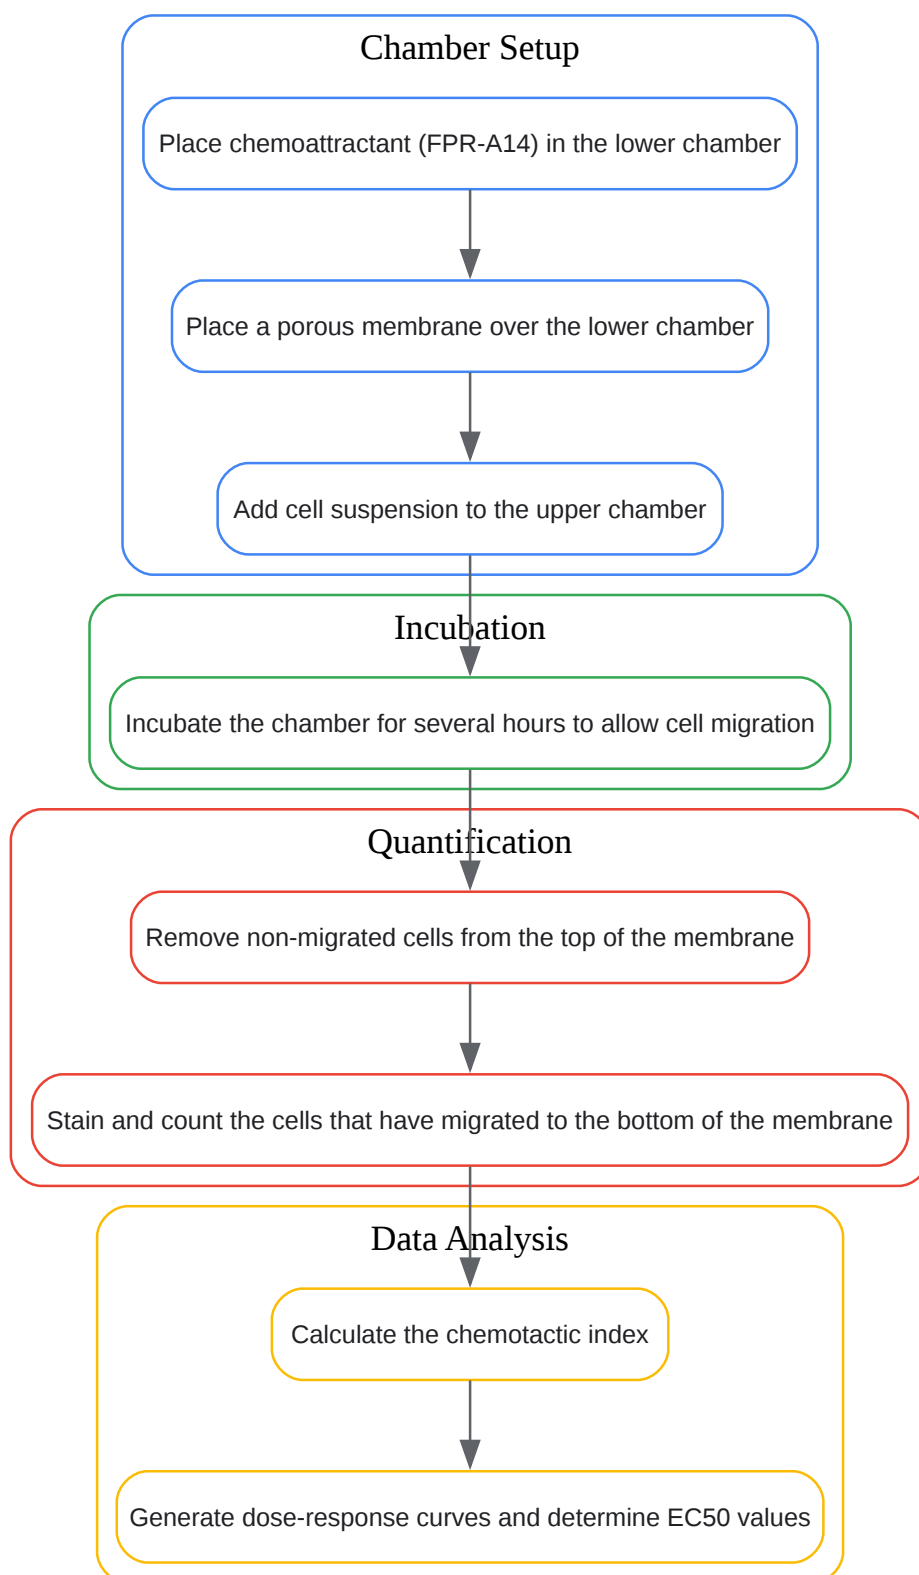 Chamber Setup
Place chemoattractant (FPR-A14) in the lower chamber
Place a porous membrane over the lower chamber
Add cell suspension to the upper chamber
Incubation
Incubate the chamber for several hours to allow cell migration
Quantification
Remove non-migrated cells from the top of the membrane
Stain and count the cells that have migrated to the bottom of the membrane
Data Analysis
Calculate the chemotactic index
Generate dose-response curves and determine EC50 values